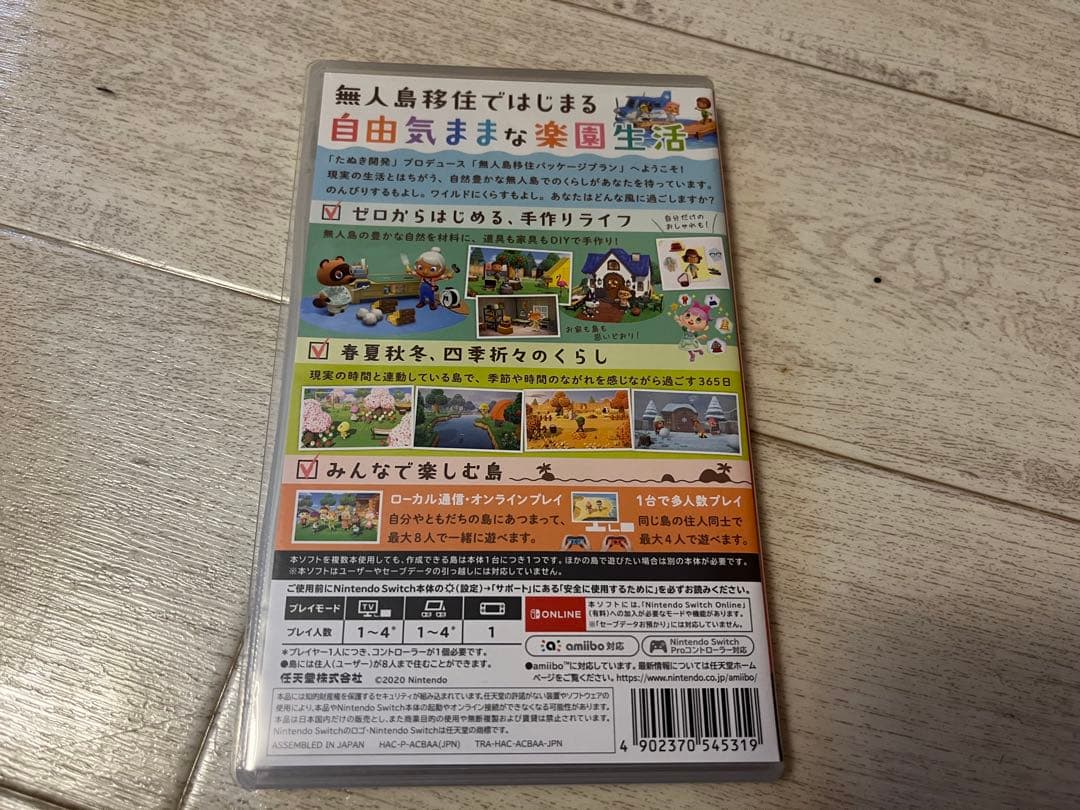 無人島移住ではじまる
自由気ままな楽園生活
「たぬき開発」プロデュース「無人島移住パッケージプラン」へようこそ!
現実の生活とはちがう、自然豊かな無人島でのくらしがあなたを待っています。
のんびりするもよし。ワイルドにくらすもよし。あなたはどんな風に過ごしますか?
ゼロからはじめる、手作りライフ
自分だけの
おしゃれも!
無人島の豊かな自然を材料に、道具も家具もDIYで手作り!
お家も島も
思いどおり!
春夏秋冬、四季折々のくらし
現実の時間と連動している島で、季節や時間のながれを感じながら過ごす365日
みんなで楽しむ島
ローカル通信・オンラインプレイ
自分やともだちの島にあつまって、
最大8人で一緒に遊べます。
1台で多人数プレイ
同じ島の住人同士で
最大4人で遊べます。
本ソフトを複数本使用しても、作成できる島は本体1台につき1つです。ほかの島で遊びたい場合は別の本体が必要です。
※本ソフトはユーザーやセーブデータの引っ越しには対応していません。
ご使用前にNintendo Switch本体の(設定)→「サポート」にある「安全に使用するために」を必ずお読みください。
プレイモード
TV
プレイ人数
1~4*
1~4*
1
ONLINE
本ソフトには、「Nintendo Switch Online」
(有料)への加入が必要なモードや機能があります。
※「セーブデータお預かり」には対応していません。
*プレイヤー1人につき、コントローラーが1個必要です。
●島には住人(ユーザー)が8人まで住むことができます。
amiibo対応
Nintendo Switch
Proコントローラー対応
●amiibo™に対応しています。最新情報については任天堂ホーム
ページをご覧ください。https://www.nintendo.co.jp/amiibo/
任天堂株式会社
©2020 Nintendo
本品には知的財産権を保護するセキュリティが組み込まれています。任天堂の許諾がない装置やソフトウェアの
使用により、本品やNintendo Switch本体の起動やオンライン接続ができなくなる可能性があります。
本品は日本国内だけの販売とし、また商業目的の使用や無断複製および賃貸は禁止されています。
Nintendo Switchのロゴ・Nintendo Switchは任天堂の商標です。
ASSEMBLED IN JAPAN HAC-P-ACBAA(JPN) TRA-HAC-ACBAA-JPN
4 902370 545319